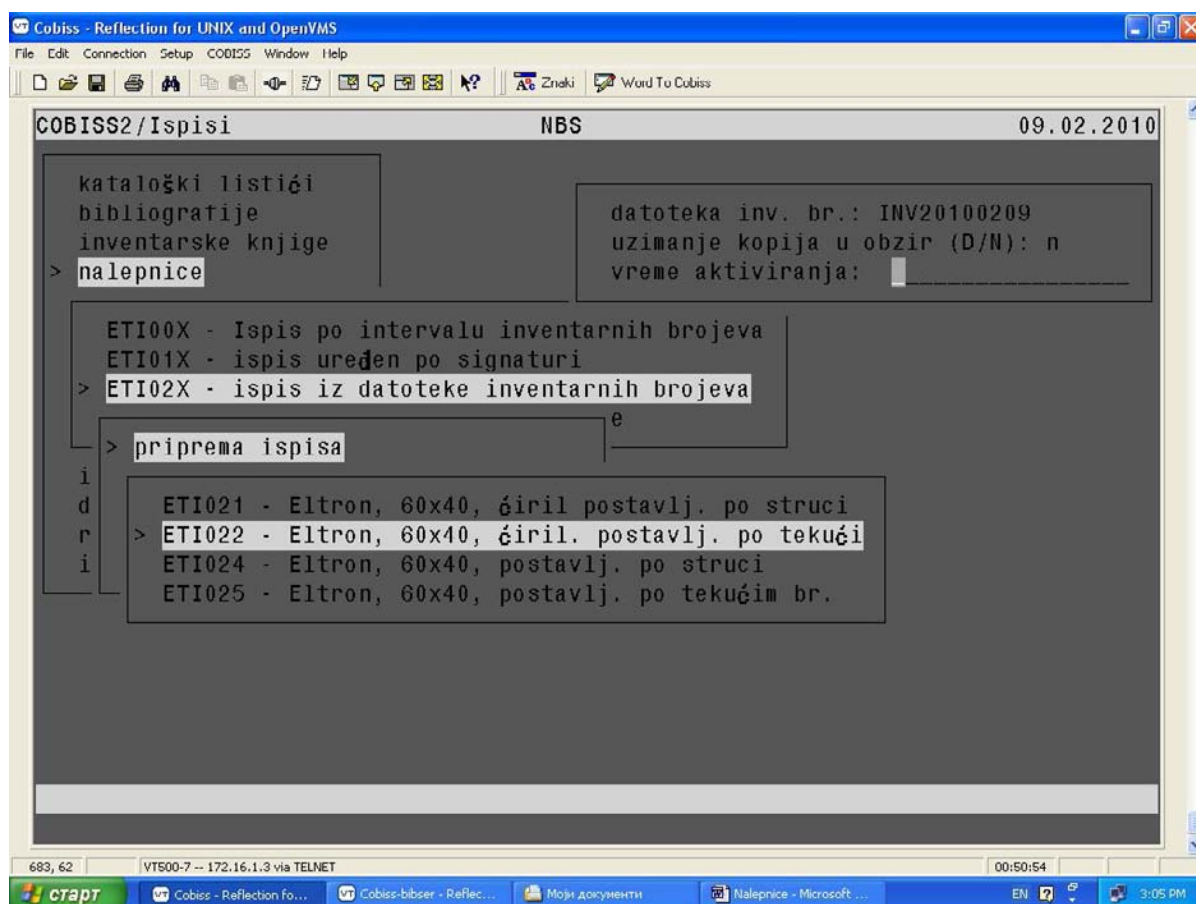 Cobiss - Reflection for UNIX and OpenVMS
File Edit Connection Setup COBISS Window Help
Znaki Word To Cobiss
COBISS2/Ispisi NBS 09.02.2010
kataloški listići
bibliografije
inventarske knjige
> nalepnice
datoteka inv. br.: INV20100209
uzimanje kopija u obzir (D/N): n
vreme aktiviranja: _________________
ETI00X - Ispis po intervalu inventarnih brojeva
ETI01X - ispis uređen po signaturi
> ETI02X - ispis iz datoteke inventarnih brojeva
e
> priprema ispisa
i
d ETI021 - Eltron, 60x40, ćiril postavlj. po struci
r > ETI022 - Eltron, 60x40, ćiril. postavlj. po tekući
i ETI024 - Eltron, 60x40, postavlj. po struci
ETI025 - Eltron, 60x40, postavlj. po tekućim br.
683, 62 VT500-7 -- 172.16.1.3 via TELNET 00:50:54
старт Cobiss - Reflection fo... Cobiss-bibser - Reflec... Моји документи Nalepnice - Microsoft ... EN 3:05 PM